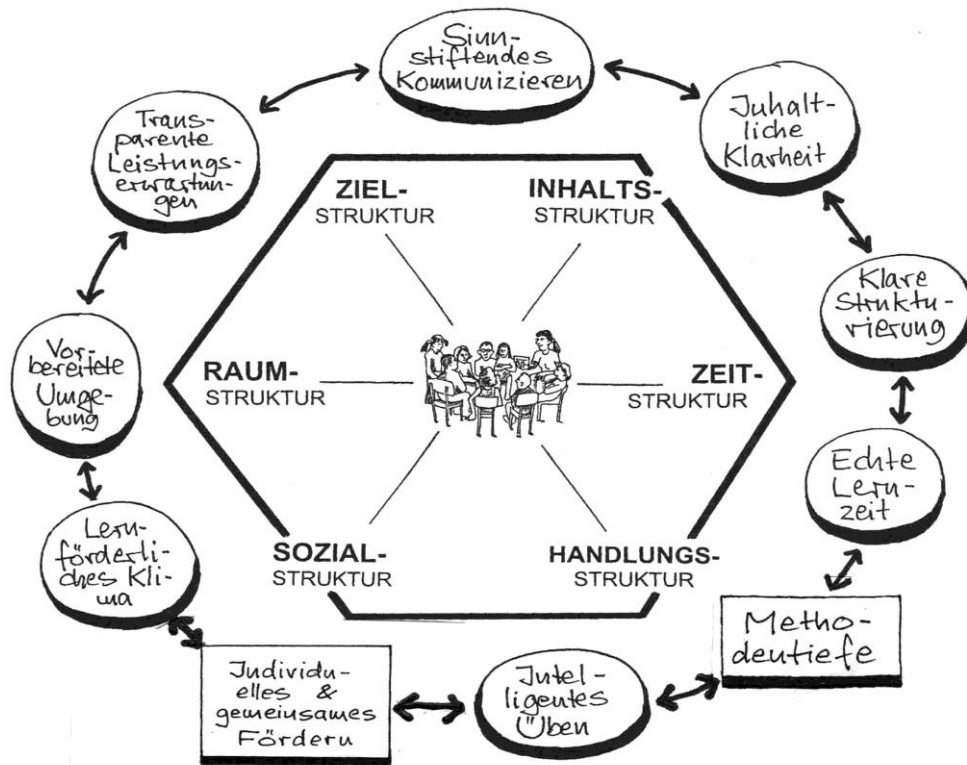 Sinn-
stiftendes
Kommunizieren
Inhalt-
liche
Klarheit
Klare
Struktu-
rierung
Echte
Lern-
zeit
Metho-
dentiefe
Intel-
ligentes
Üben
Individu-
elles &
gemeinsames
Fördern
Lern-
förderli-
ches Kli-
ma
Vor-
bereitete
Umge-
bung
Trans-
parente
Leistungs-
erwartun-
gen
ZIEL-
STRUKTUR
INHALTS-
STRUKTUR
RAUM-
STRUKTUR
ZEIT-
STRUKTUR
SOZIAL-
STRUKTUR
HANDLUNGS-
STRUKTUR